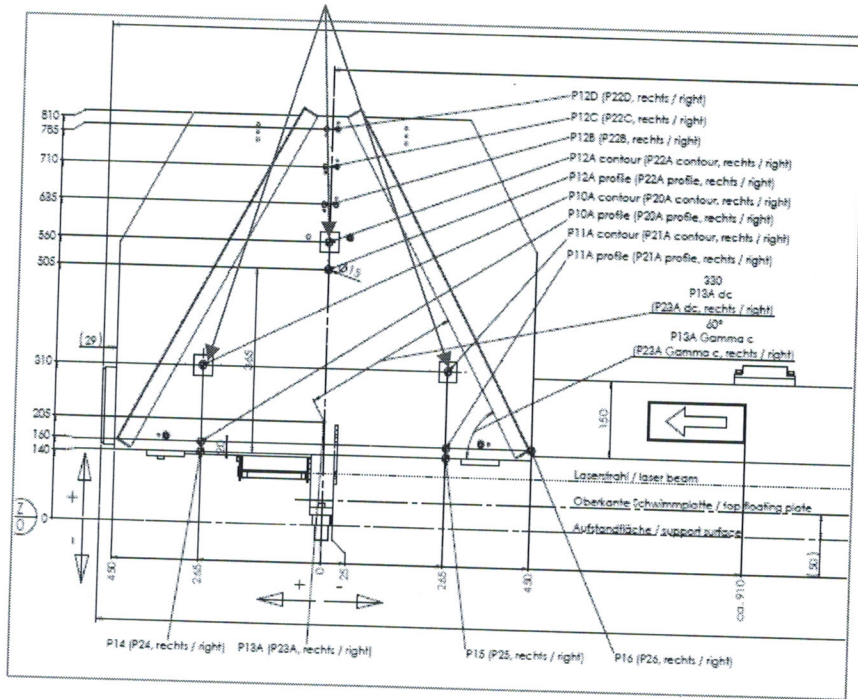 P12D (P22D, rechts / right)
P12C (P22C, rechts / right)
P12B (P22B, rechts / right)
P12A contour (P22A contour, rechts / right)
P12A profile (P22A profile, rechts / right)
P10A contour (P20A contour, rechts / right)
P10A profile (P20A profile, rechts / right)
P11A contour (P21A contour, rechts / right)
P11A profile (P21A profile, rechts / right)
810
785
710
635
560
505
310
205
160
140
0
(29)
365
20
330
P13A dc
(P23A dc, rechts / right)
60°
P13A Gamma c
(P23A Gamma c, rechts / right)
150
Laserstrahl / laser beam
Oberkante Schwimmplatte / top floating plate
Aufstandfläche / support surface
(50)
Z
0
+
-
450
265
0
25
265
450
ca. 910
+
-
P14 (P24, rechts / right)
P13A (P23A, rechts / right)
P15 (P25, rechts / right)
P16 (P26, rechts / right)